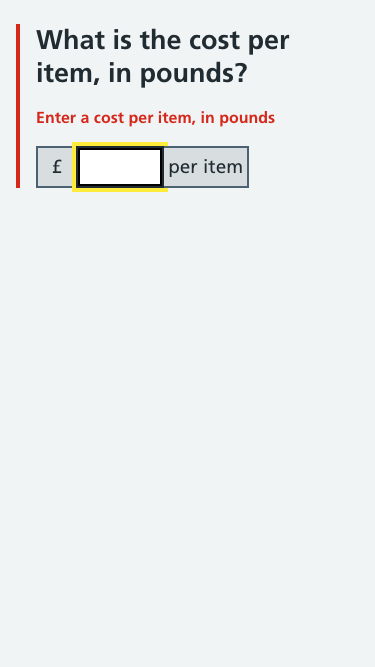 What is the cost per
item, in pounds?
Enter a cost per item, in pounds
£ per item